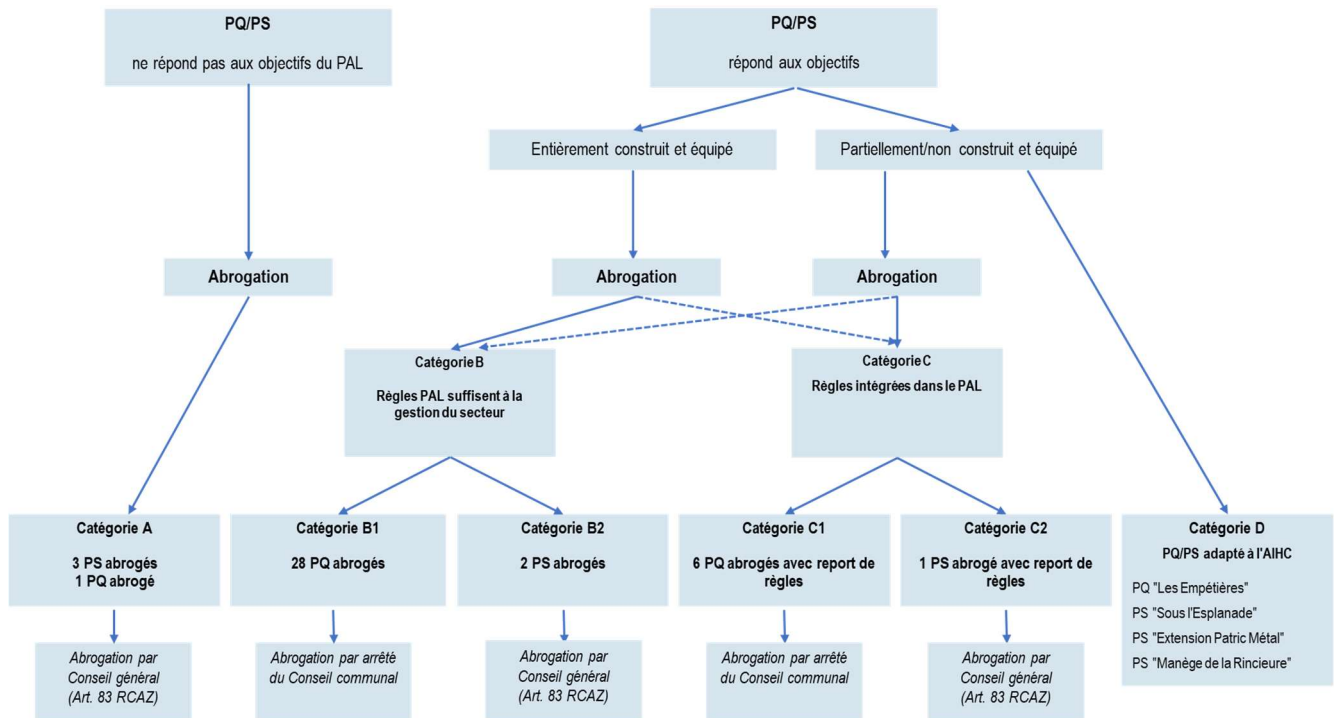 PQ/PS
ne répond pas aux objectifs du PAL
PQ/PS
répond aux objectifs
Entièrement construit et équipé
Partiellement/non construit et équipé
Abrogation
Abrogation
Abrogation
Catégorie B
Règles PAL suffisent à la
gestion du secteur
Catégorie C
Règles intégrées dans le PAL
Catégorie A
3 PS abrogés
1 PQ abrogé
Catégorie B1
28 PQ abrogés
Catégorie B2
2 PS abrogés
Catégorie C1
6 PQ abrogés avec report de
règles
Catégorie C2
1 PS abrogé avec report de
règles
Catégorie D
PQ/PS adapté à l'AIHC
PQ "Les Empétières"
PS "Sous l'Esplanade"
PS "Extension Patric Métal"
PS "Manège de la Rincieure"
Abrogation par
Conseil général
(Art. 83 RCAZ)
Abrogation par arrêté
du Conseil communal
Abrogation par
Conseil général
(Art. 83 RCAZ)
Abrogation par arrêté
du Conseil communal
Abrogation par
Conseil général
(Art. 83 RCAZ)